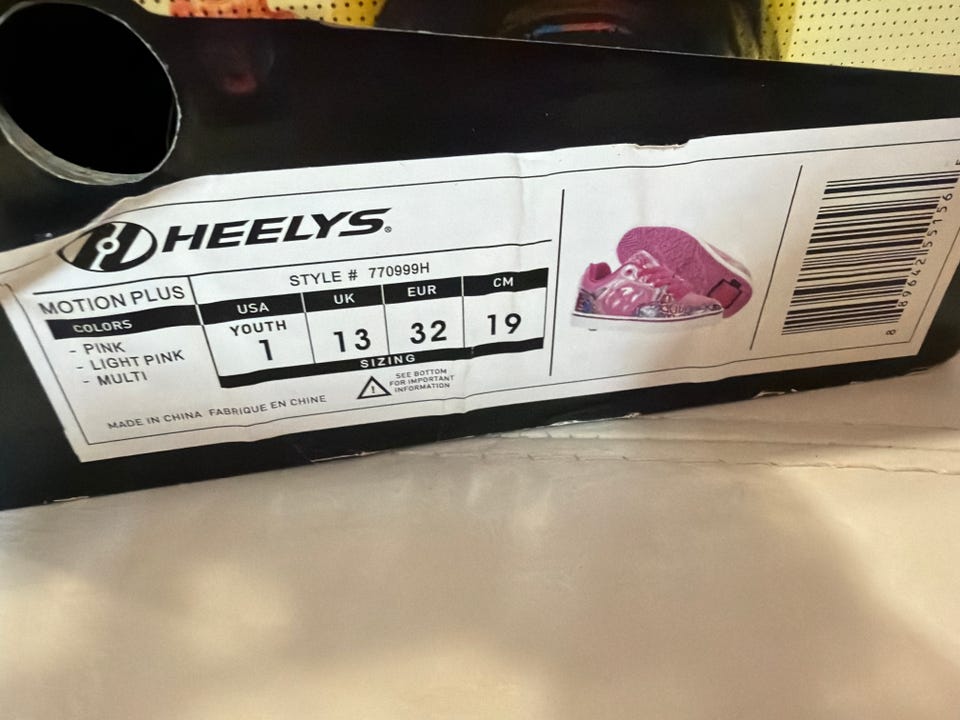 HEELYS®
STYLE # 770999H
MOTION PLUS
COLORS
- PINK
- LIGHT PINK
- MULTI
USA UK EUR CM
YOUTH
1 13 32 19
SIZING
SEE BOTTOM
FOR IMPORTANT
INFORMATION
MADE IN CHINA FABRIQUE EN CHINE